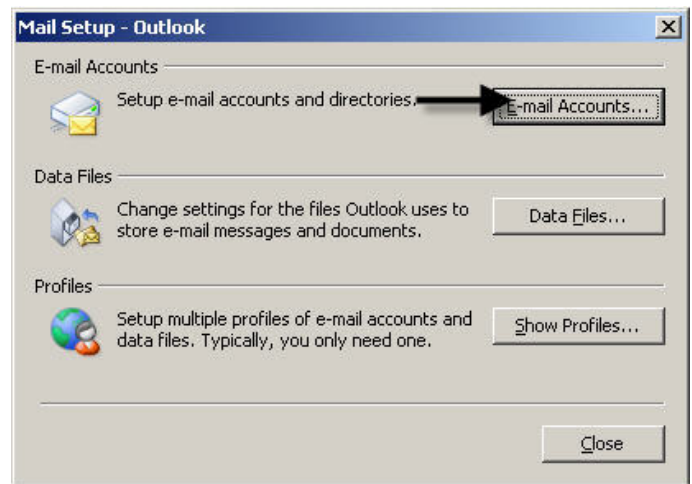 Mail Setup - Outlook
E-mail Accounts
Setup e-mail accounts and directories.
E-mail Accounts...
Data Files
Change settings for the files Outlook uses to
store e-mail messages and documents.
Data Files...
Profiles
Setup multiple profiles of e-mail accounts and
data files. Typically, you only need one.
Show Profiles...
Close